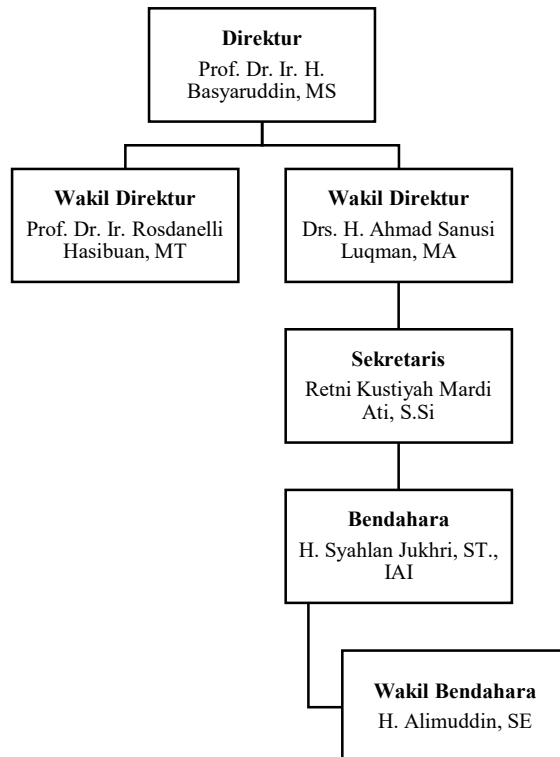 Direktur
Prof. Dr. Ir. H.
Basyaruddin, MS
Wakil Direktur
Prof. Dr. Ir. Rosdanelli
Hasibuan, MT
Wakil Direktur
Drs. H. Ahmad Sanusi
Luqman, MA
Sekretaris
Retni Kustiyah Mardi
Ati, S.Si
Bendahara
H. Syahlan Jukhri, ST.,
IAI
Wakil Bendahara
H. Alimuddin, SE